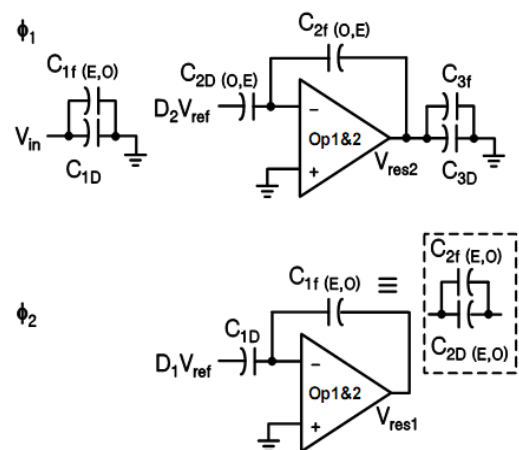 ϕ1
C1f (E,O)
Vin
C1D
C2f (O,E)
C2D (O,E)
D2Vref
−
Op1&2
+
Vres2
C3f
C3D
ϕ2
C1f (E,O) ≡
C2f (E,O)
C2D (E,O)
C1D
D1Vref
−
Op1&2
+
Vres1